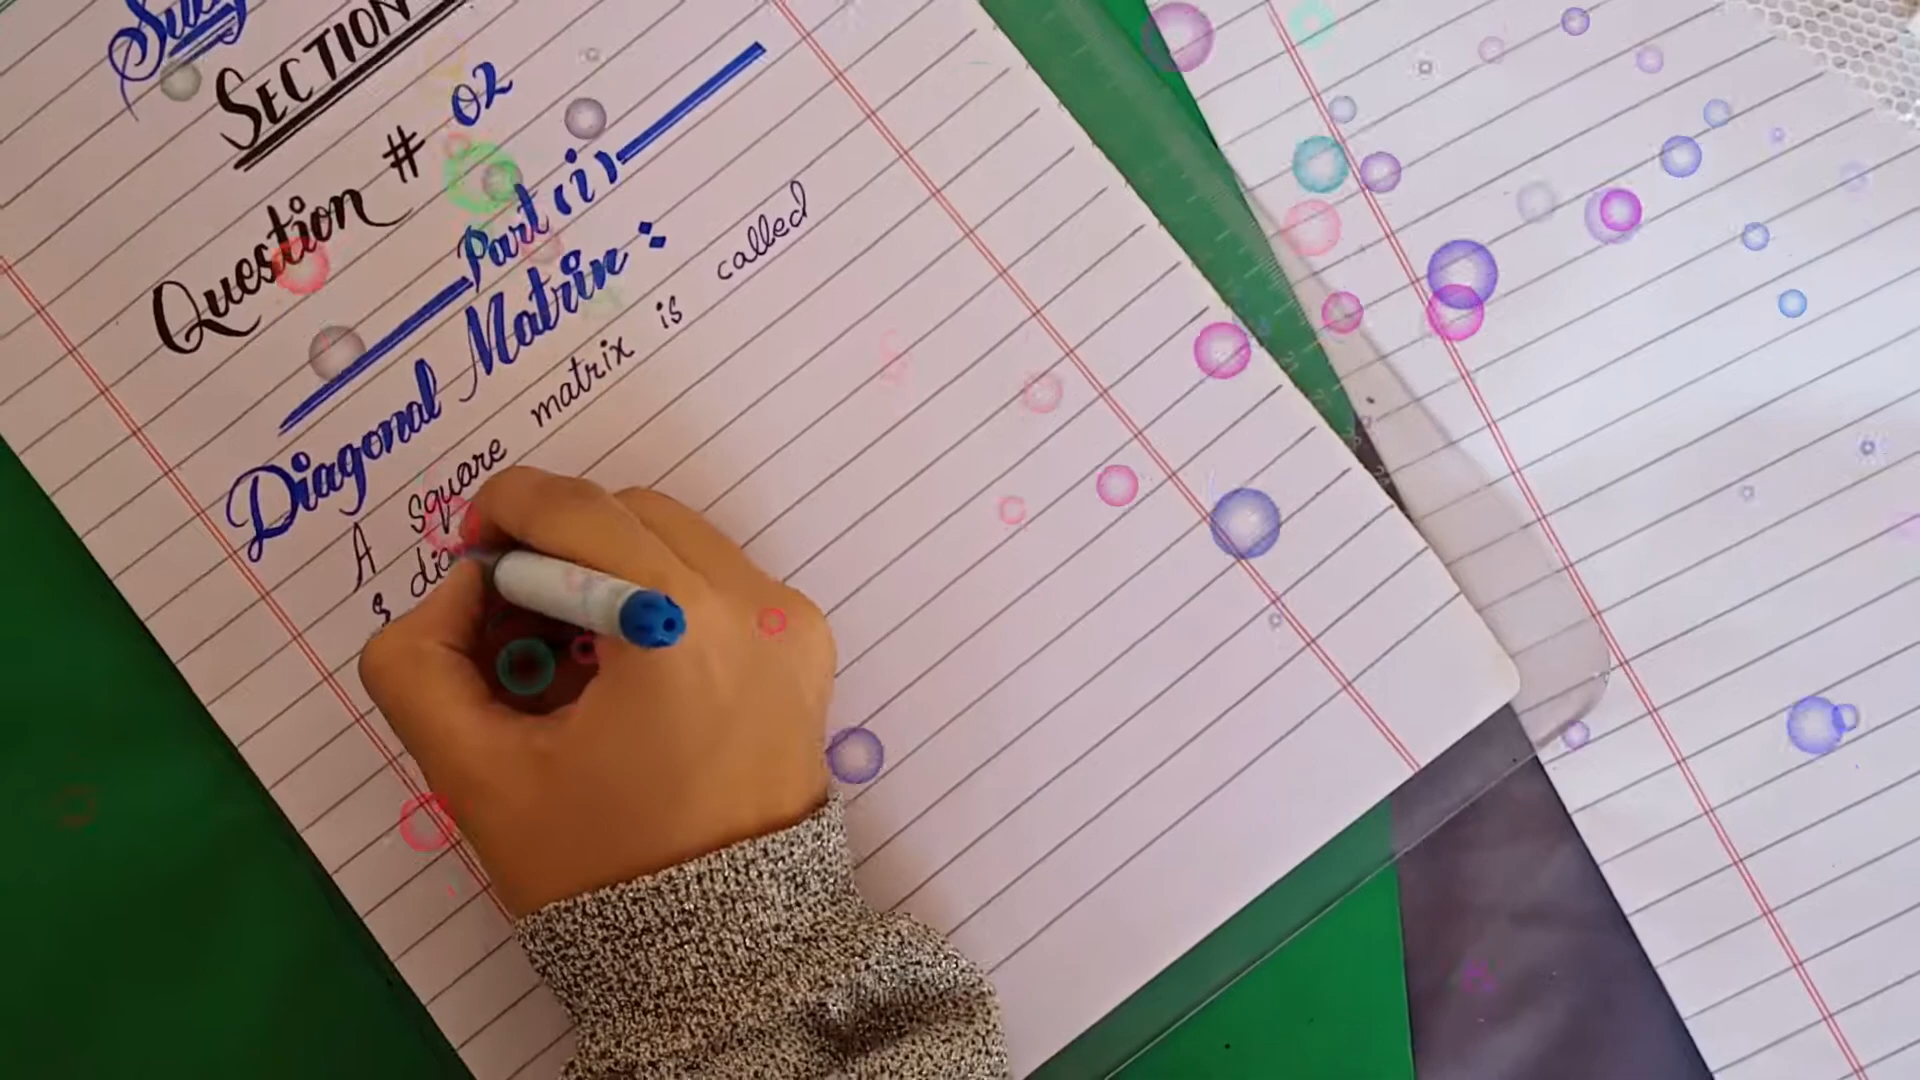 SECTION
Question # 02
Part (i)
Diagonal Matrix :
A square matrix is called